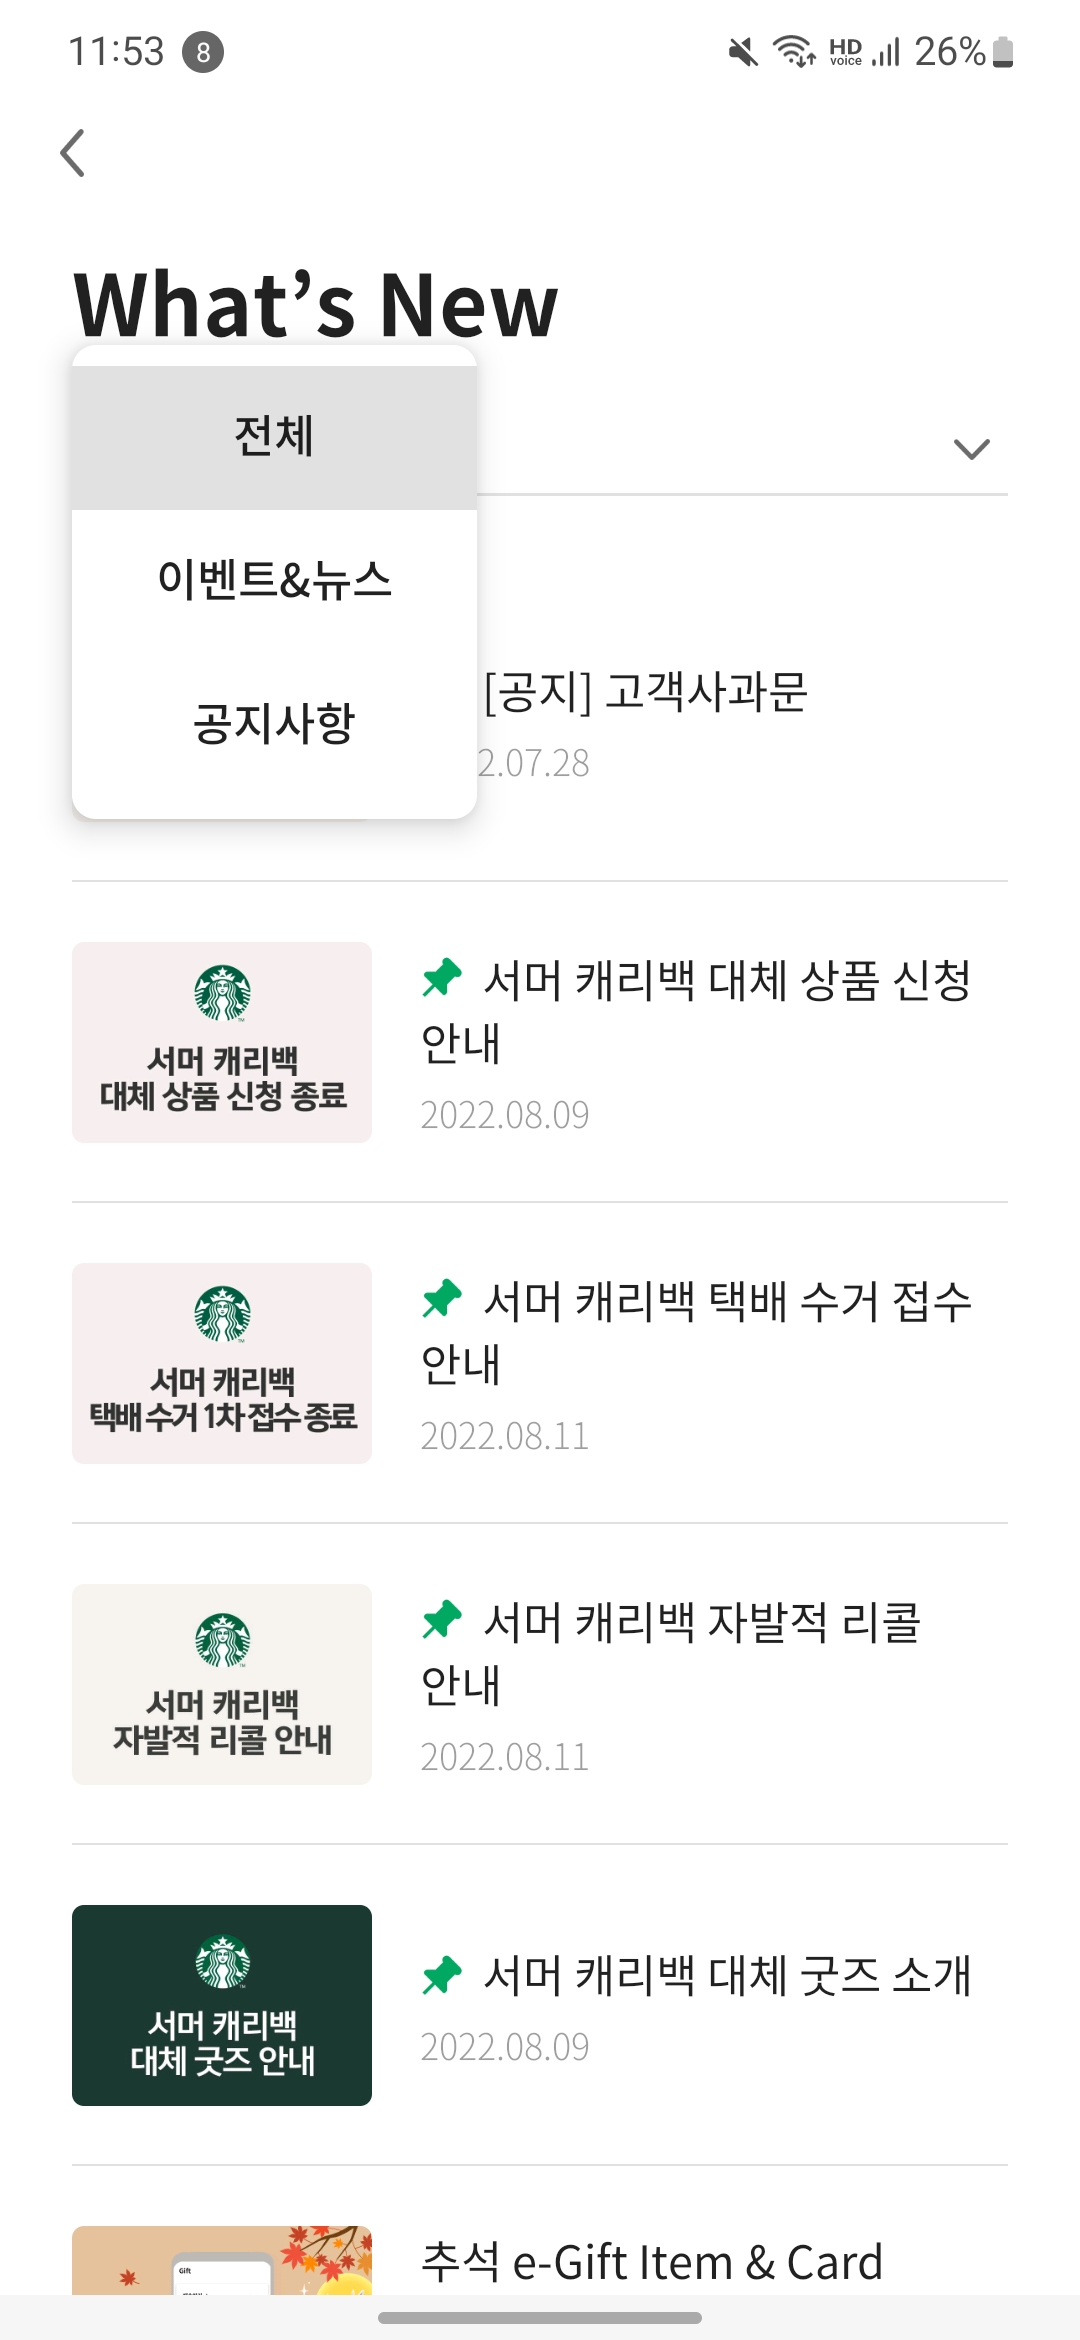 11:53 8 HD voice 26%
What's New
전체
이벤트&뉴스
공지사항
[공지] 고객사과문
2.07.28
서머 캐리백
대체 상품 신청 종료
서머 캐리백 대체 상품 신청
안내
2022.08.09
서머 캐리백
택배 수거 1차 접수 종료
서머 캐리백 택배 수거 접수
안내
2022.08.11
서머 캐리백
자발적 리콜 안내
서머 캐리백 자발적 리콜
안내
2022.08.11
서머 캐리백
대체 굿즈 안내
서머 캐리백 대체 굿즈 소개
2022.08.09
Gift
추석 e-Gift Item & Card